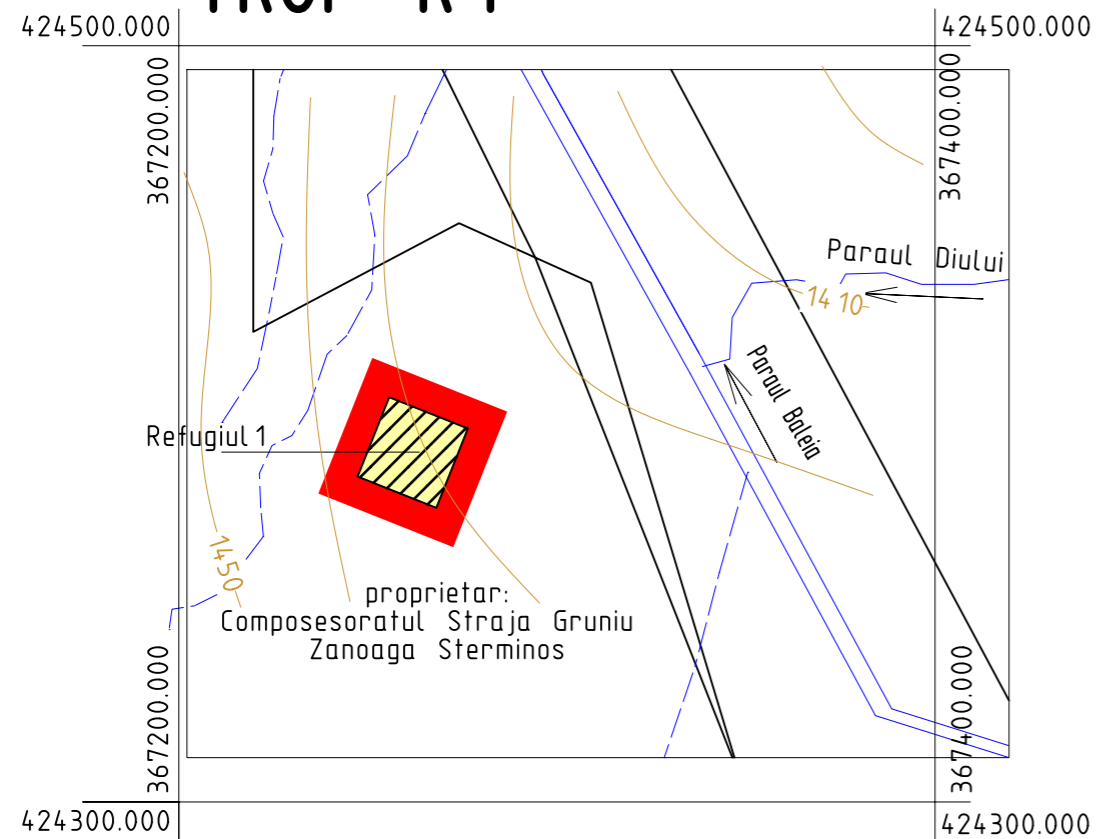 424500.000
424500.000
367200.000
367400.000
Paraul Diului
14 10
Paraul Baleia
Refugiul 1
1450
proprietar:
Composesoratul Straja Gruniu
Zanoaga Sterminos
367200.000
367400.000
424300.000
424300.000